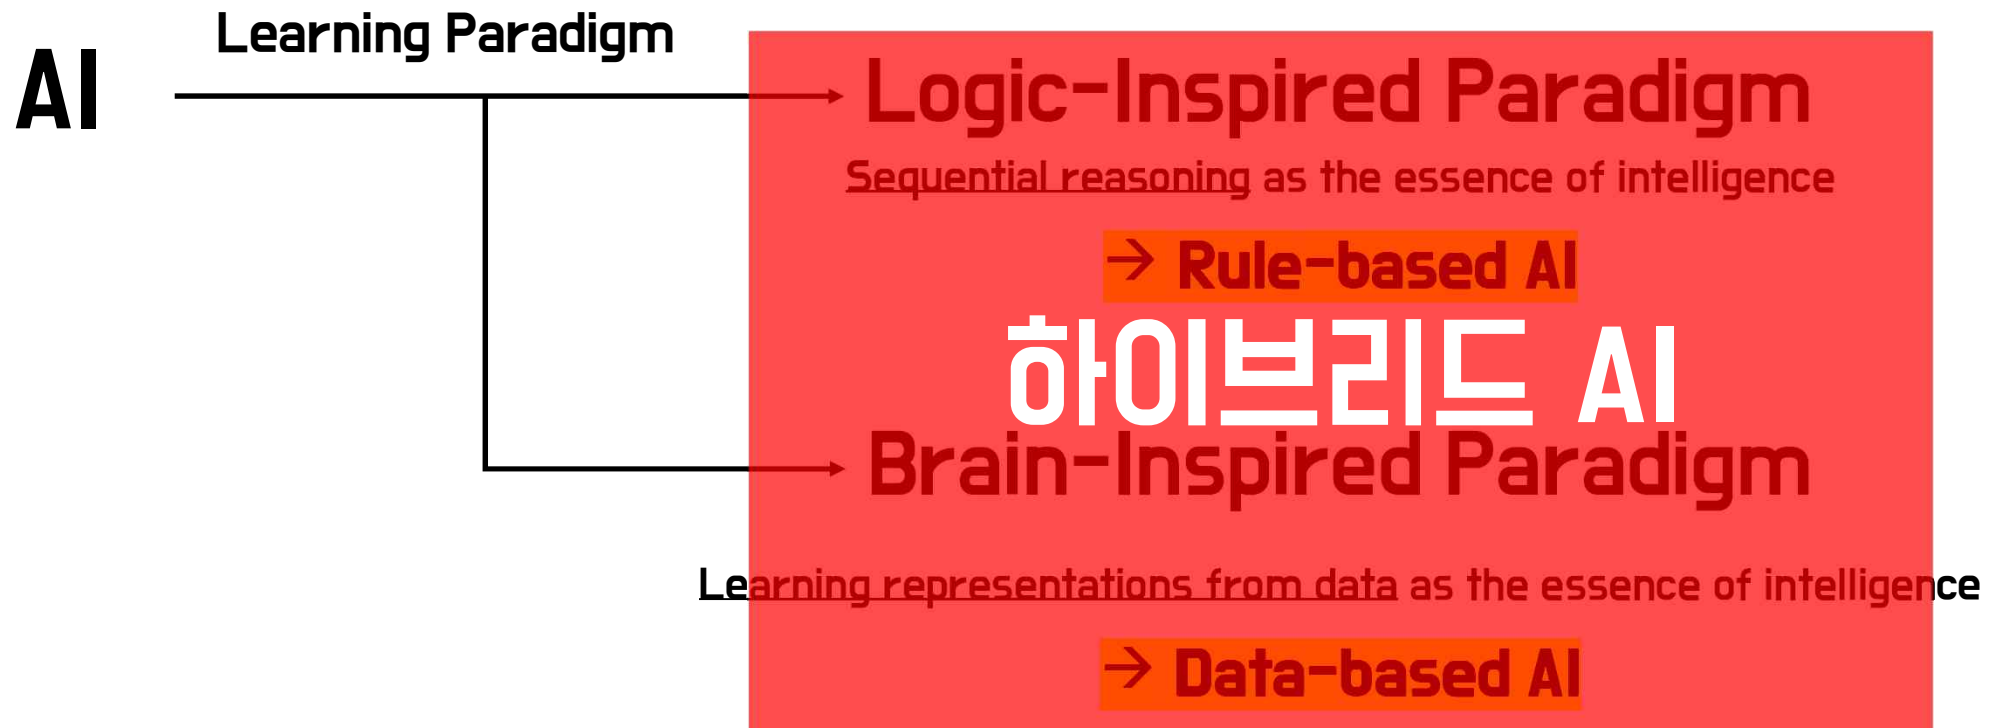 AI
Learning Paradigm
Logic-Inspired Paradigm
Sequential reasoning as the essence of intelligence
→ Rule-based AI
하이브리드 AI
Brain-Inspired Paradigm
Learning representations from data as the essence of intelligence
→ Data-based AI